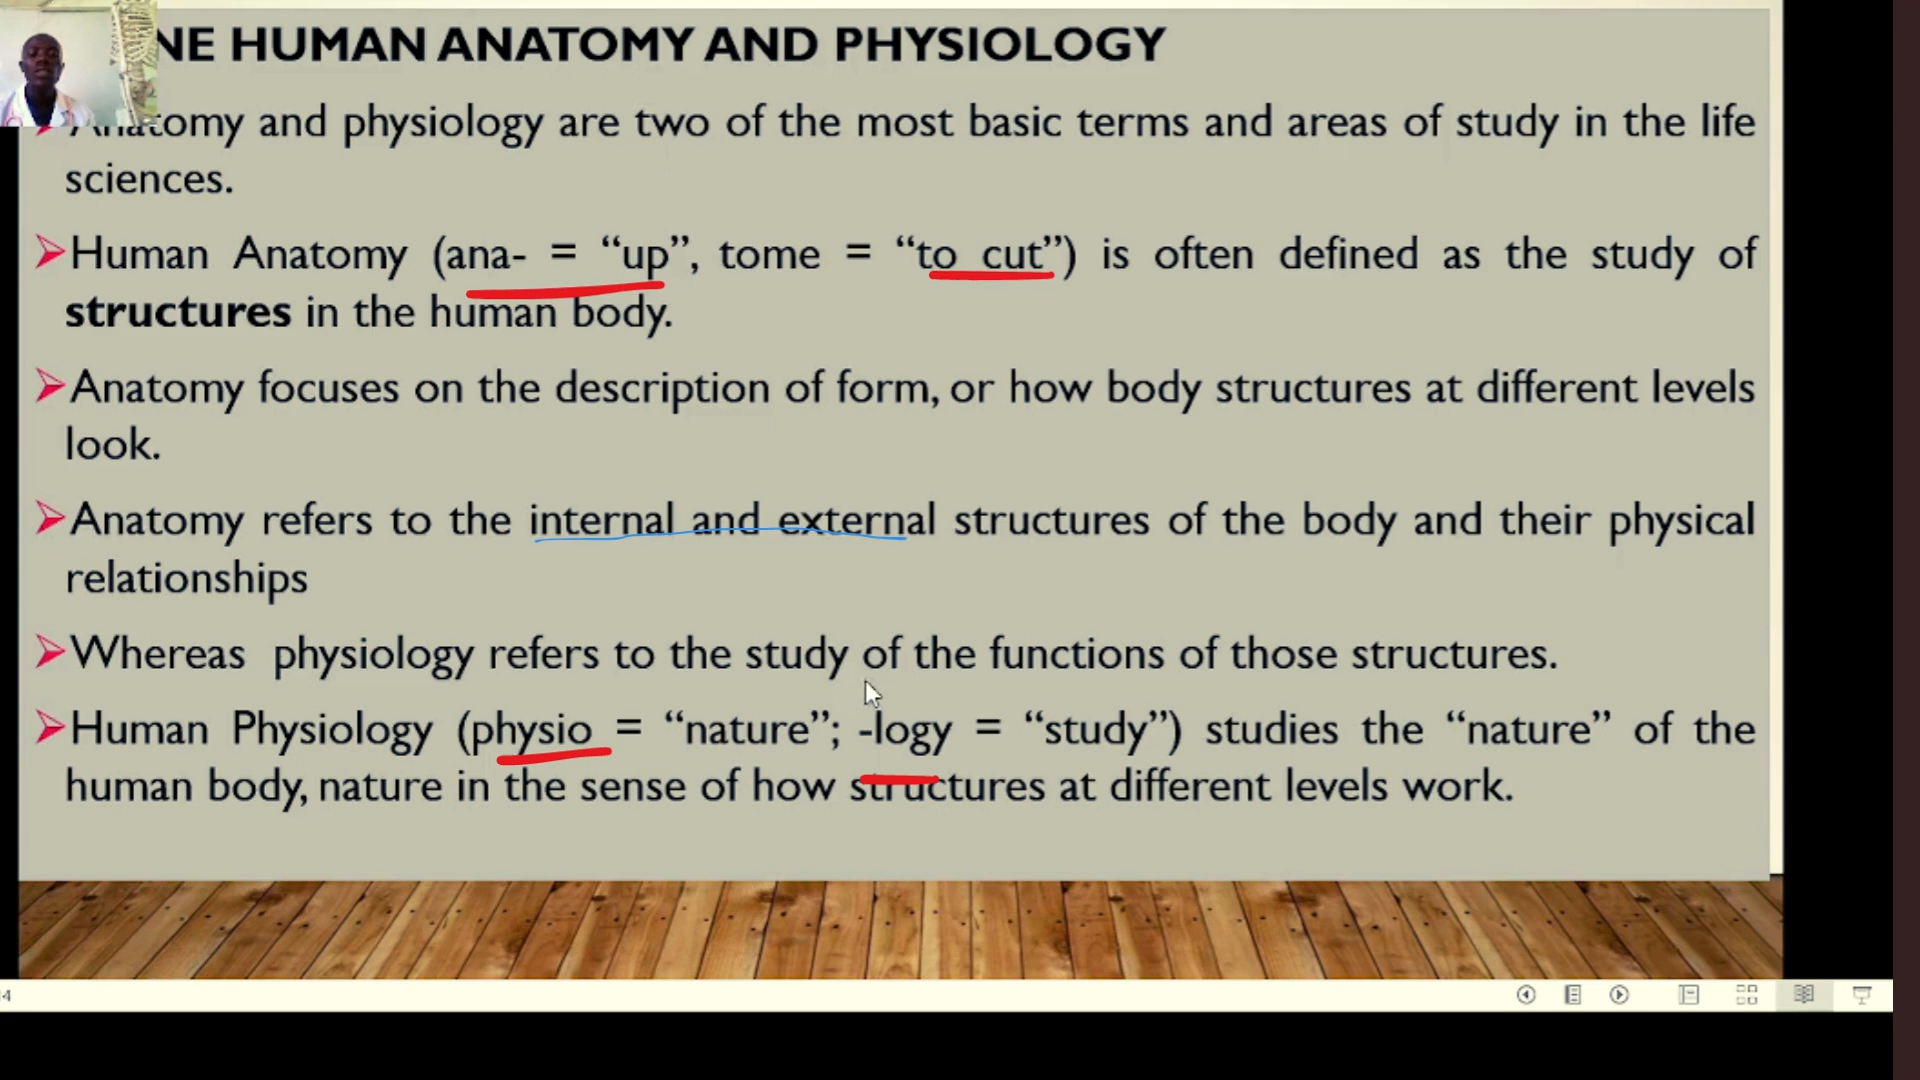 NE HUMAN ANATOMY AND PHYSIOLOGY
Anatomy and physiology are two of the most basic terms and areas of study in the life
sciences.
Human Anatomy (ana- = “up”, tome = “to cut”) is often defined as the study of
structures in the human body.
Anatomy focuses on the description of form, or how body structures at different levels
look.
Anatomy refers to the internal and external structures of the body and their physical
relationships
Whereas physiology refers to the study of the functions of those structures.
Human Physiology (physio = “nature”; -logy = “study”) studies the “nature” of the
human body, nature in the sense of how structures at different levels work.